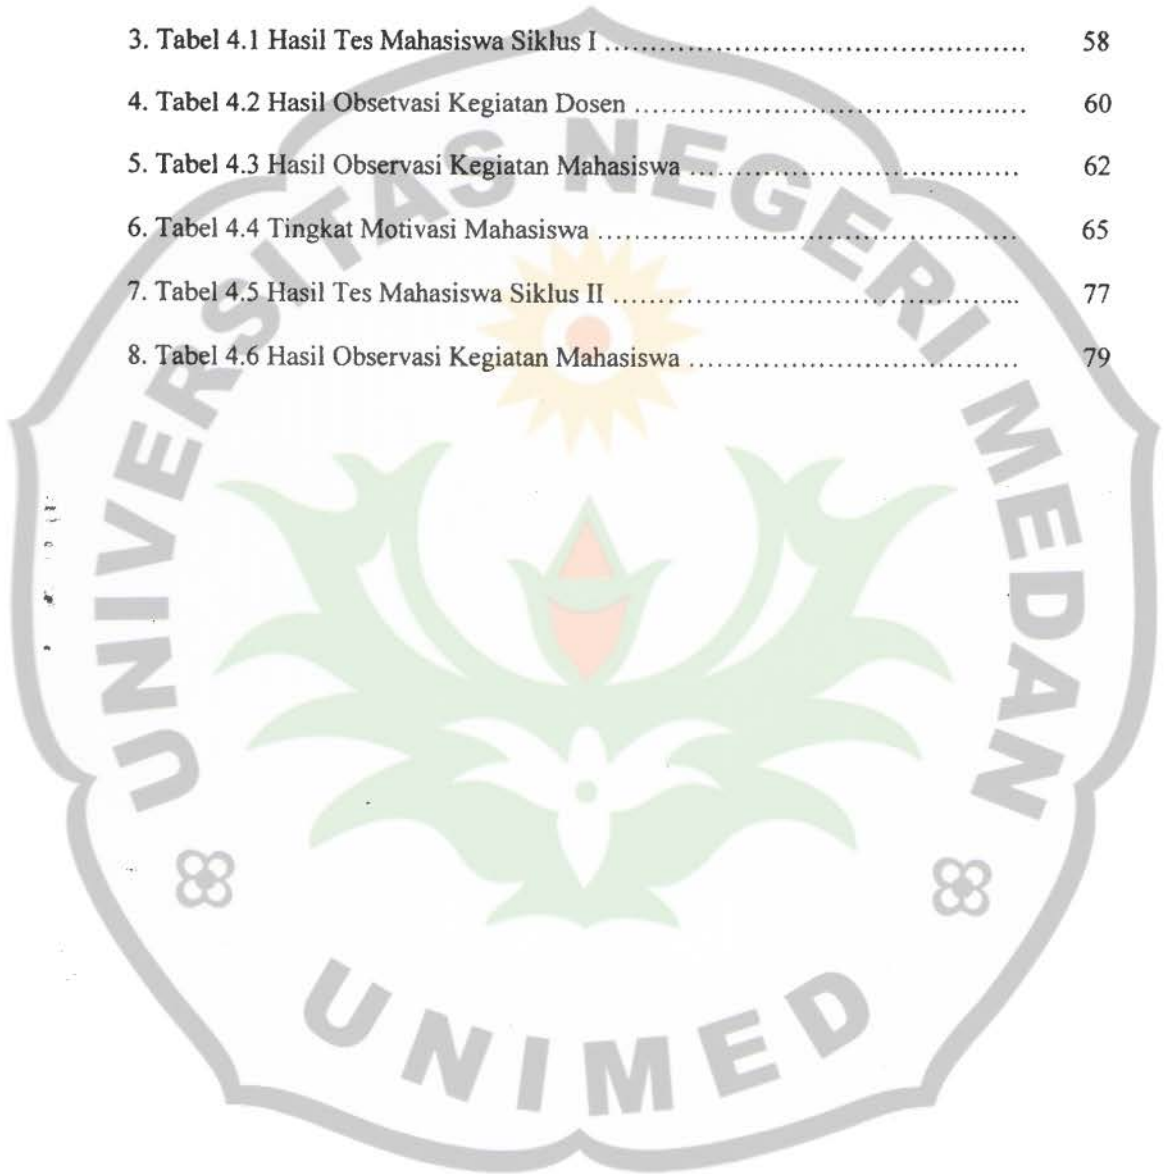 3. Tabel 4.1 Hasil Tes Mahasiswa Siklus I ............................................. 58
4. Tabel 4.2 Hasil Obsetvasi Kegiatan Dosen .......................................... 60
5. Tabel 4.3 Hasil Observasi Kegiatan Mahasiswa ................................... 62
6. Tabel 4.4 Tingkat Motivasi Mahasiswa ............................................. 65
7. Tabel 4.5 Hasil Tes Mahasiswa Siklus II ........................................... 77
8. Tabel 4.6 Hasil Observasi Kegiatan Mahasiswa ................................... 79
UNIVERSITAS NEGERI MEDAN
UNIMED